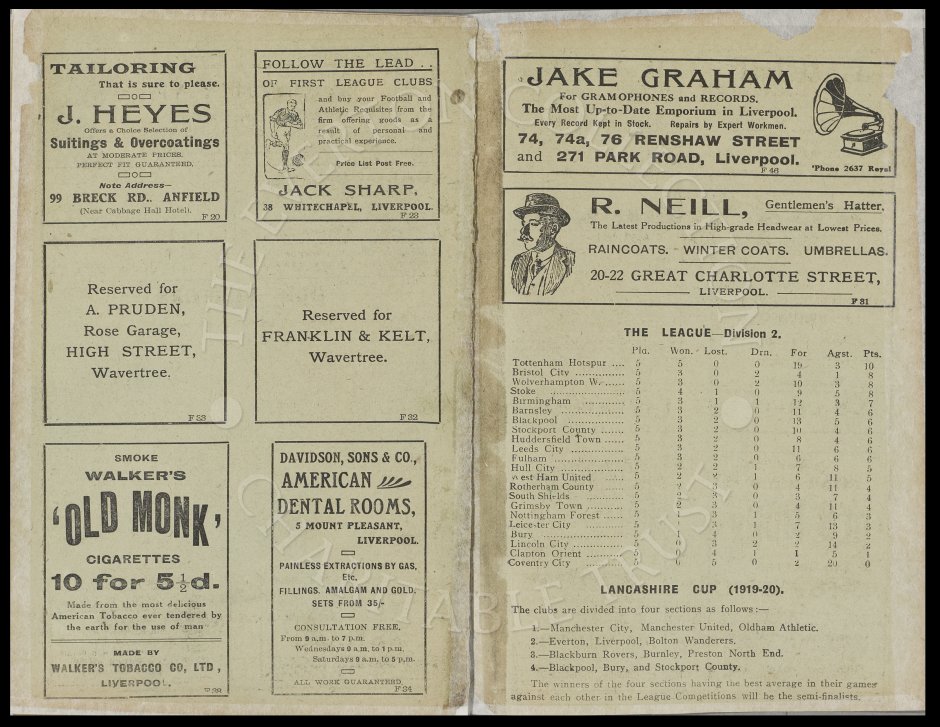 TAILORING
That is sure to please.
J. HEYES
Offers a Choice Selection of
Suitings & Overcoatings
AT MODERATE PRICES.
PERFECT FIT GUARANTEED.
Note Address—
99 BRECK RD., ANFIELD
(Near Cabbage Hall Hotel).
F 20
FOLLOW THE LEAD . .
OF FIRST LEAGUE CLUBS
and buy your Football and
Athletic Requisites from the
firm offering goods as a
result of personal and
practical experience.
Price List Post Free.
JACK SHARP,
38 WHITECHAPEL, LIVERPOOL.
F 23
Reserved for
A. PRUDEN,
Rose Garage,
HIGH STREET,
Wavertree.
F 33
Reserved for
FRANKLIN & KELT,
Wavertree.
F 32
SMOKE
WALKER'S
'OLD MONK'
CIGARETTES
10 for 5½d.
Made from the most delicious
American Tobacco ever tendered by
the earth for the use of man
MADE BY
WALKER'S TOBACCO CO, LTD,
LIVERPOOL.
DAVIDSON, SONS & CO.,
AMERICAN
DENTAL ROOMS,
5 MOUNT PLEASANT,
LIVERPOOL.
PAINLESS EXTRACTIONS BY GAS,
Etc.
FILLINGS. AMALGAM AND GOLD.
SETS FROM 35/-
CONSULTATION FREE.
From 9 a.m. to 7 p.m.
Wednesdays 9 a.m. to 1 p.m.
Saturdays 9 a.m. to 5 p.m.
ALL WORK GUARANTEED.
F 34
JAKE GRAHAM
For GRAMOPHONES and RECORDS.
The Most Up-to-Date Emporium in Liverpool.
Every Record Kept in Stock. Repairs by Expert Workmen.
74, 74a, 76 RENSHAW STREET
and 271 PARK ROAD, Liverpool.
F 46 'Phone 2637 Royal
R. NEILL, Gentlemen's Hatter.
The Latest Productions in High-grade Headwear at Lowest Prices.
RAINCOATS. WINTER COATS. UMBRELLAS.
20-22 GREAT CHARLOTTE STREET,
LIVERPOOL.
F 31
THE LEAGUE—Division 2.
Pld. Won. Lost. Drn. For Agst. Pts.
Tottenham Hotspur .... 5 5 0 0 19 3 10
Bristol City .............. 5 3 0 2 4 1 8
Wolverhampton W. ...... 5 3 0 2 10 3 8
Stoke .................... 5 4 1 0 9 5 8
Birmingham ............ 5 3 1 1 12 3 7
Barnsley ................ 5 3 2 0 11 4 6
Blackpool ................ 5 3 2 0 13 5 6
Stockport County ....... 5 3 2 0 10 4 6
Huddersfield Town ...... 5 3 2 0 8 4 6
Leeds City ............... 5 3 2 0 11 6 6
Fulham .................. 5 3 2 0 6 6 6
Hull City ................ 5 2 2 1 7 8 5
West Ham United ...... 5 2 2 1 6 11 5
Rotherham County ...... 5 2 3 0 4 11 4
South Shields ........... 5 2 3 0 3 7 4
Grimsby Town ........... 5 2 3 0 4 11 4
Nottingham Forest ...... 5 1 3 1 5 6 3
Leicester City ............ 5 1 3 1 7 13 3
Bury ...................... 5 1 4 0 2 9 2
Lincoln City .............. 5 0 3 2 2 14 2
Clanton Orient .......... 5 0 4 1 1 5 1
Coventry City ............ 5 0 5 0 2 20 0
LANCASHIRE CUP (1919-20).
The clubs are divided into four sections as follows :—
1.—Manchester City, Manchester United, Oldham Athletic.
2.—Everton, Liverpool, Bolton Wanderers.
3.—Blackburn Rovers, Burnley, Preston North End.
4.—Blackpool, Bury, and Stockport County.
The winners of the four sections having the best average in their games
against each other in the League Competitions will be the semi-finalists.